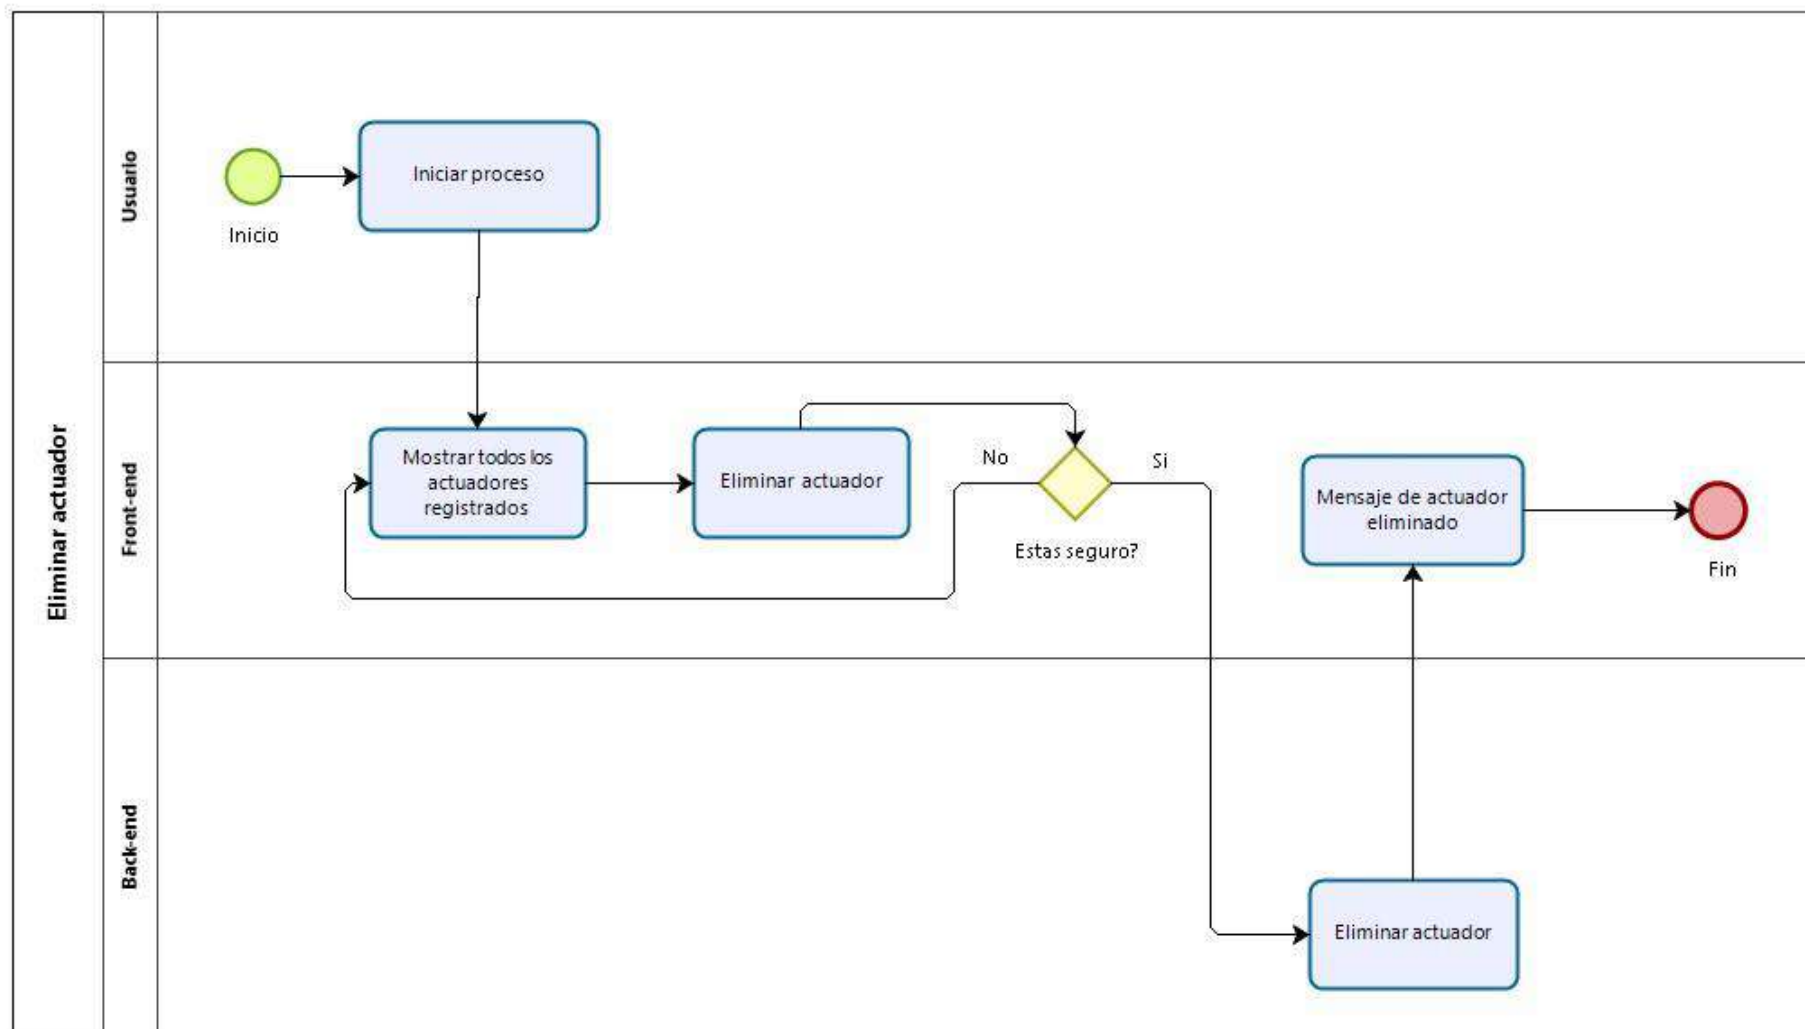 Eliminar actuador
Usuario
Inicio
Iniciar proceso
Front-end
Mostrar todos los
actuadores
registrados
Eliminar actuador
No
Si
Estas seguro?
Mensaje de actuador
eliminado
Fin
Back-end
Eliminar actuador